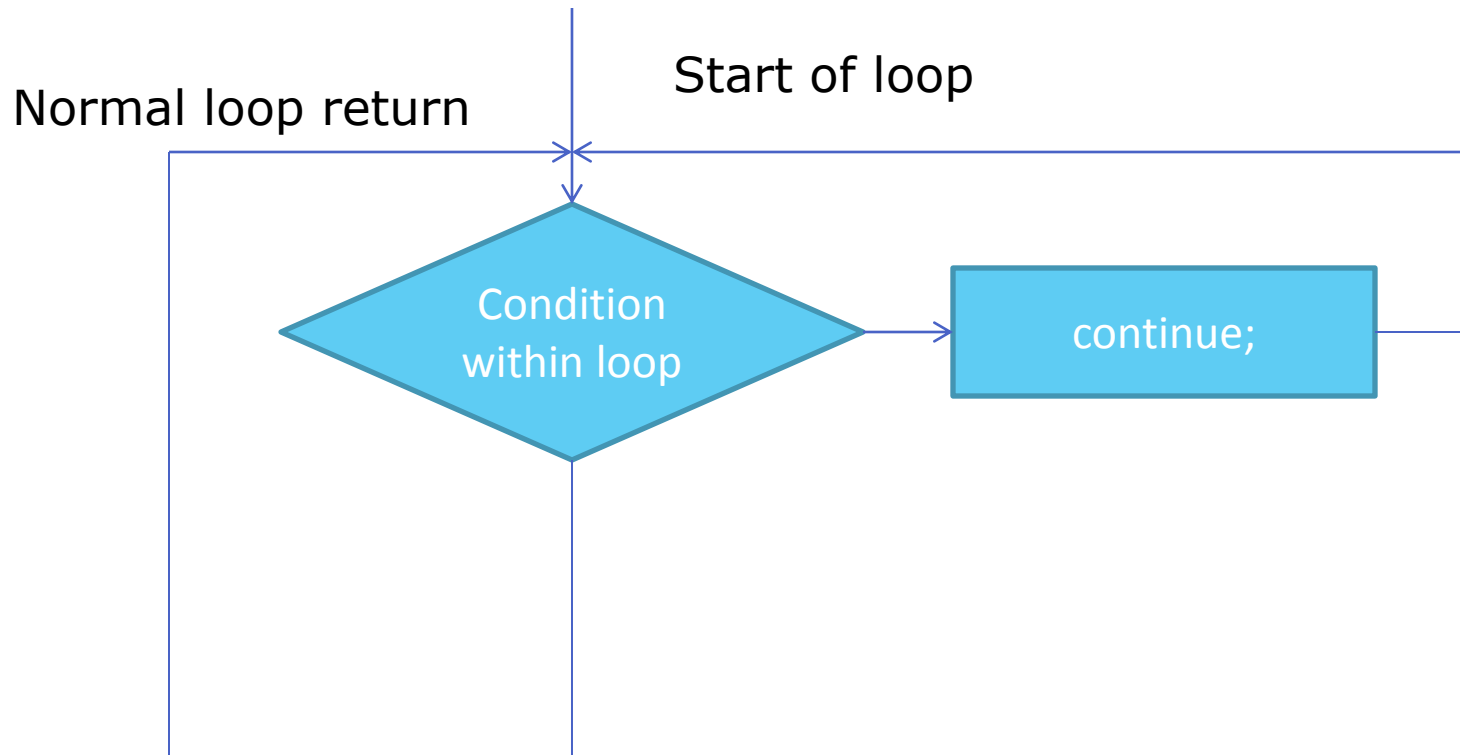 Start of loop
Normal loop return
Condition
within loop
continue;